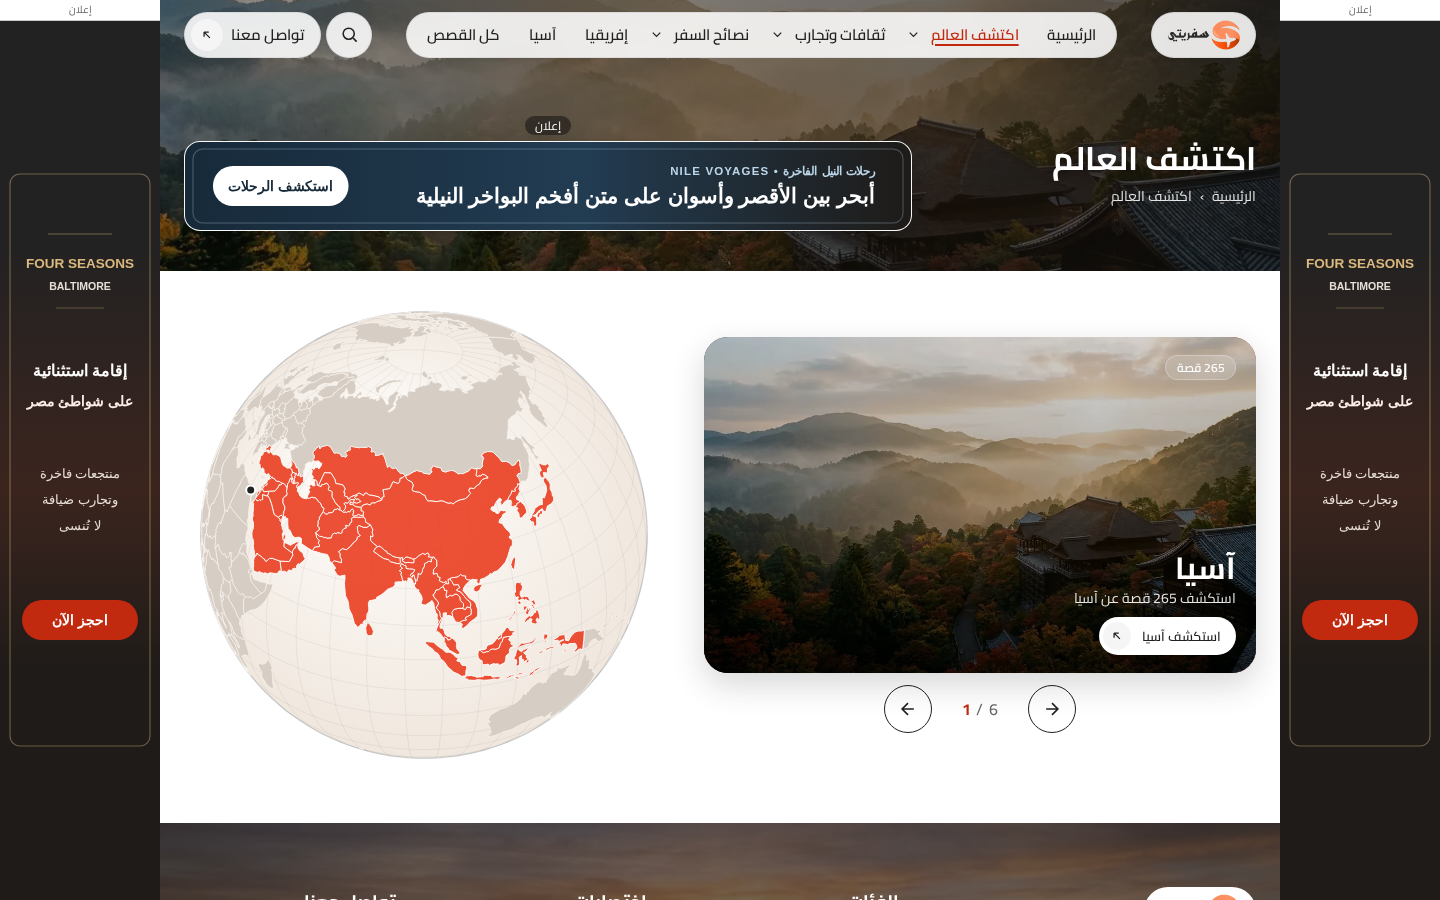 إعلان
إعلان
سفريتي
الرئيسية
اكتشف العالم
ثقافات وتجارب
نصائح السفر
إفريقيا
آسيا
كل القصص
تواصل معنا
إعلان
رحلات النيل الفاخرة • NILE VOYAGES
أبحر بين الأقصر وأسوان على متن أفخم البواخر النيلية
استكشف الرحلات
اكتشف العالم
الرئيسية › اكتشف العالم
FOUR SEASONS
BALTIMORE
إقامة استثنائية
على شواطئ مصر
منتجعات فاخرة
وتجارب ضيافة
لا تُنسى
احجز الآن
265 قصة
آسيا
استكشف 265 قصة عن آسيا
استكشف آسيا
1 / 6
FOUR SEASONS
BALTIMORE
إقامة استثنائية
على شواطئ مصر
منتجعات فاخرة
وتجارب ضيافة
لا تُنسى
احجز الآن